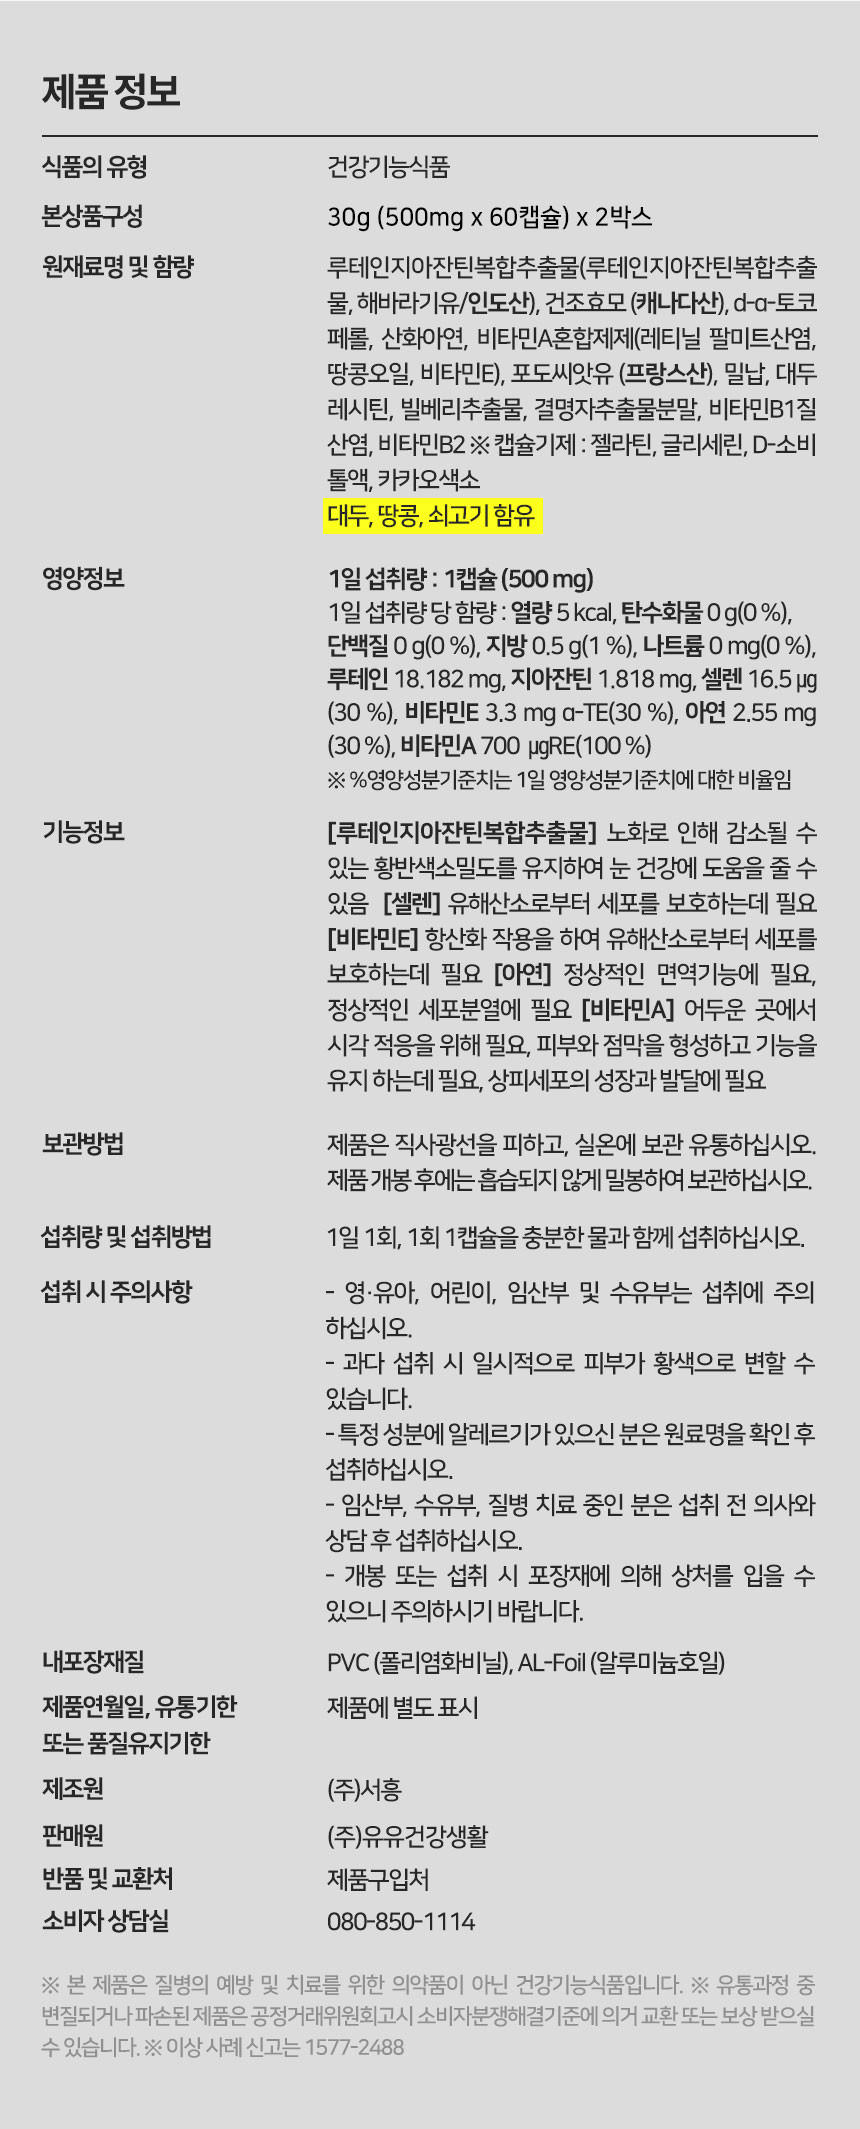 제품 정보
식품의 유형 건강기능식품
본상품구성 30g (500mg x 60캡슐) x 2박스
원재료명 및 함량 루테인지아잔틴복합추출물(루테인지아잔틴복합추출
물, 해바라기유/인도산), 건조효모 (캐나다산), d-α-토코
페롤, 산화아연, 비타민A혼합제제(레티닐 팔미트산염,
땅콩오일, 비타민E), 포도씨앗유 (프랑스산), 밀납, 대두
레시틴, 빌베리추출물, 결명자추출물분말, 비타민B1질
산염, 비타민B2 ※ 캡슐기제 : 젤라틴, 글리세린, D-소비
톨액, 카카오색소
대두, 땅콩, 쇠고기 함유
영양정보 1일 섭취량 : 1캡슐 (500 mg)
1일 섭취량 당 함량 : 열량 5 kcal, 탄수화물 0 g(0 %),
단백질 0 g(0 %), 지방 0.5 g(1 %), 나트륨 0 mg(0 %),
루테인 18.182 mg, 지아잔틴 1.818 mg, 셀렌 16.5 ㎍
(30 %), 비타민E 3.3 mg α-TE(30 %), 아연 2.55 mg
(30 %), 비타민A 700 ㎍RE(100 %)
※ %영양성분기준치는 1일 영양성분기준치에 대한 비율임
기능정보 [루테인지아잔틴복합추출물] 노화로 인해 감소될 수
있는 황반색소밀도를 유지하여 눈 건강에 도움을 줄 수
있음 [셀렌] 유해산소로부터 세포를 보호하는데 필요
[비타민E] 항산화 작용을 하여 유해산소로부터 세포를
보호하는데 필요 [아연] 정상적인 면역기능에 필요,
정상적인 세포분열에 필요 [비타민A] 어두운 곳에서
시각 적응을 위해 필요, 피부와 점막을 형성하고 기능을
유지 하는데 필요, 상피세포의 성장과 발달에 필요
보관방법 제품은 직사광선을 피하고, 실온에 보관 유통하십시오.
제품 개봉 후에는 흡습되지 않게 밀봉하여 보관하십시오.
섭취량 및 섭취방법 1일 1회, 1회 1캡슐을 충분한 물과 함께 섭취하십시오.
섭취 시 주의사항 - 영·유아, 어린이, 임산부 및 수유부는 섭취에 주의
하십시오.
- 과다 섭취 시 일시적으로 피부가 황색으로 변할 수
있습니다.
- 특정 성분에 알레르기가 있으신 분은 원료명을 확인 후
섭취하십시오.
- 임산부, 수유부, 질병 치료 중인 분은 섭취 전 의사와
상담 후 섭취하십시오.
- 개봉 또는 섭취 시 포장재에 의해 상처를 입을 수
있으니 주의하시기 바랍니다.
내포장재질 PVC (폴리염화비닐), AL-Foil (알루미늄호일)
제품연월일, 유통기한 제품에 별도 표시
또는 품질유지기한
제조원 (주)서흥
판매원 (주)유유건강생활
반품 및 교환처 제품구입처
소비자 상담실 080-850-1114
※ 본 제품은 질병의 예방 및 치료를 위한 의약품이 아닌 건강기능식품입니다. ※ 유통과정 중
변질되거나 파손된 제품은 공정거래위원회고시 소비자분쟁해결기준에 의거 교환 또는 보상 받으실
수 있습니다. ※ 이상 사례 신고는 1577-2488